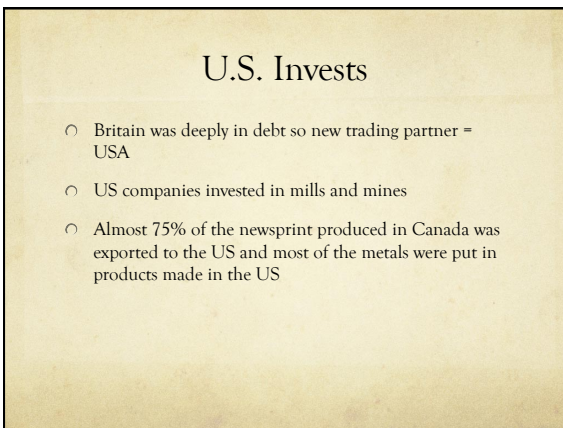 U.S. Invests
Britain was deeply in debt so new trading partner =
USA
US companies invested in mills and mines
Almost 75% of the newsprint produced in Canada was
exported to the US and most of the metals were put in
products made in the US